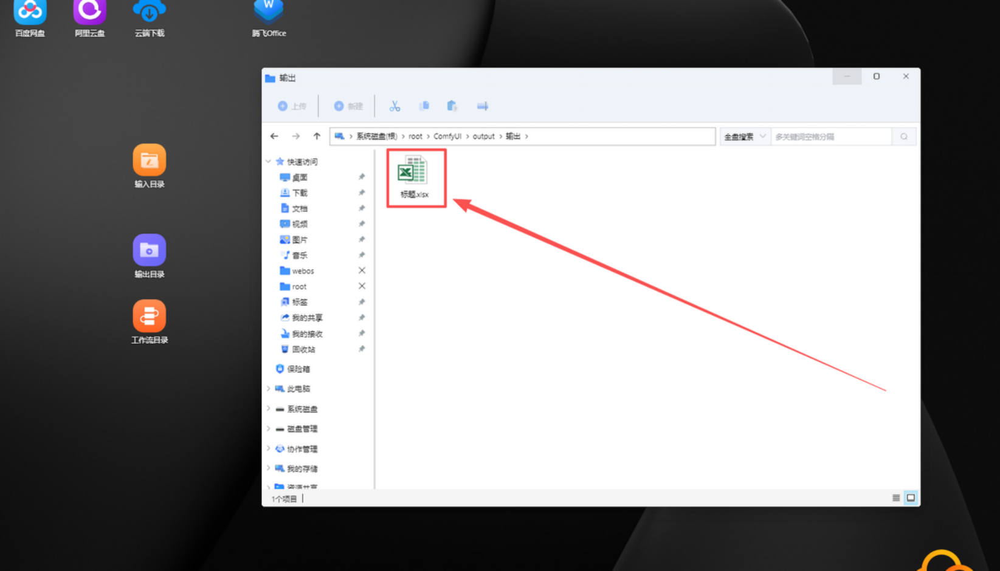 百度网盘
阿里云盘
云端下载
W
腾飞Office
输入目录
输出目录
工作流目录
输出
上传
新建
系统磁盘(根) > root > ComfyUI > output > 输出 >
全盘搜索
多关键词空格分隔
快速访问
桌面
下载
文档
视频
图片
音乐
webos
root
标签
我的共享
我的接收
回收站
保险箱
此电脑
系统磁盘
磁盘管理
协作管理
我的存储
资源共享
标题.xlsx
1个项目